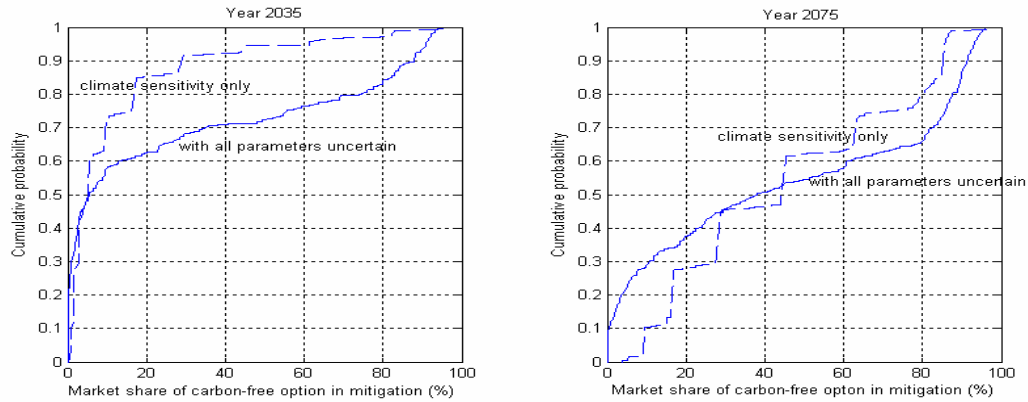 Year 2035
1
0.9
0.8
0.7
0.6
0.5
0.4
0.3
0.2
0.1
0
Cumulative probability
climate sensitivity only
with all parameters uncertain
0 20 40 60 80 100
Market share of carbon-free option in mitigation (%)
Year 2075
1
0.9
0.8
0.7
0.6
0.5
0.4
0.3
0.2
0.1
0
Cumulative probability
climate sensitivity only
with all parameters uncertain
0 20 40 60 80 100
Market share of carbon-free opton in mitigation (%)